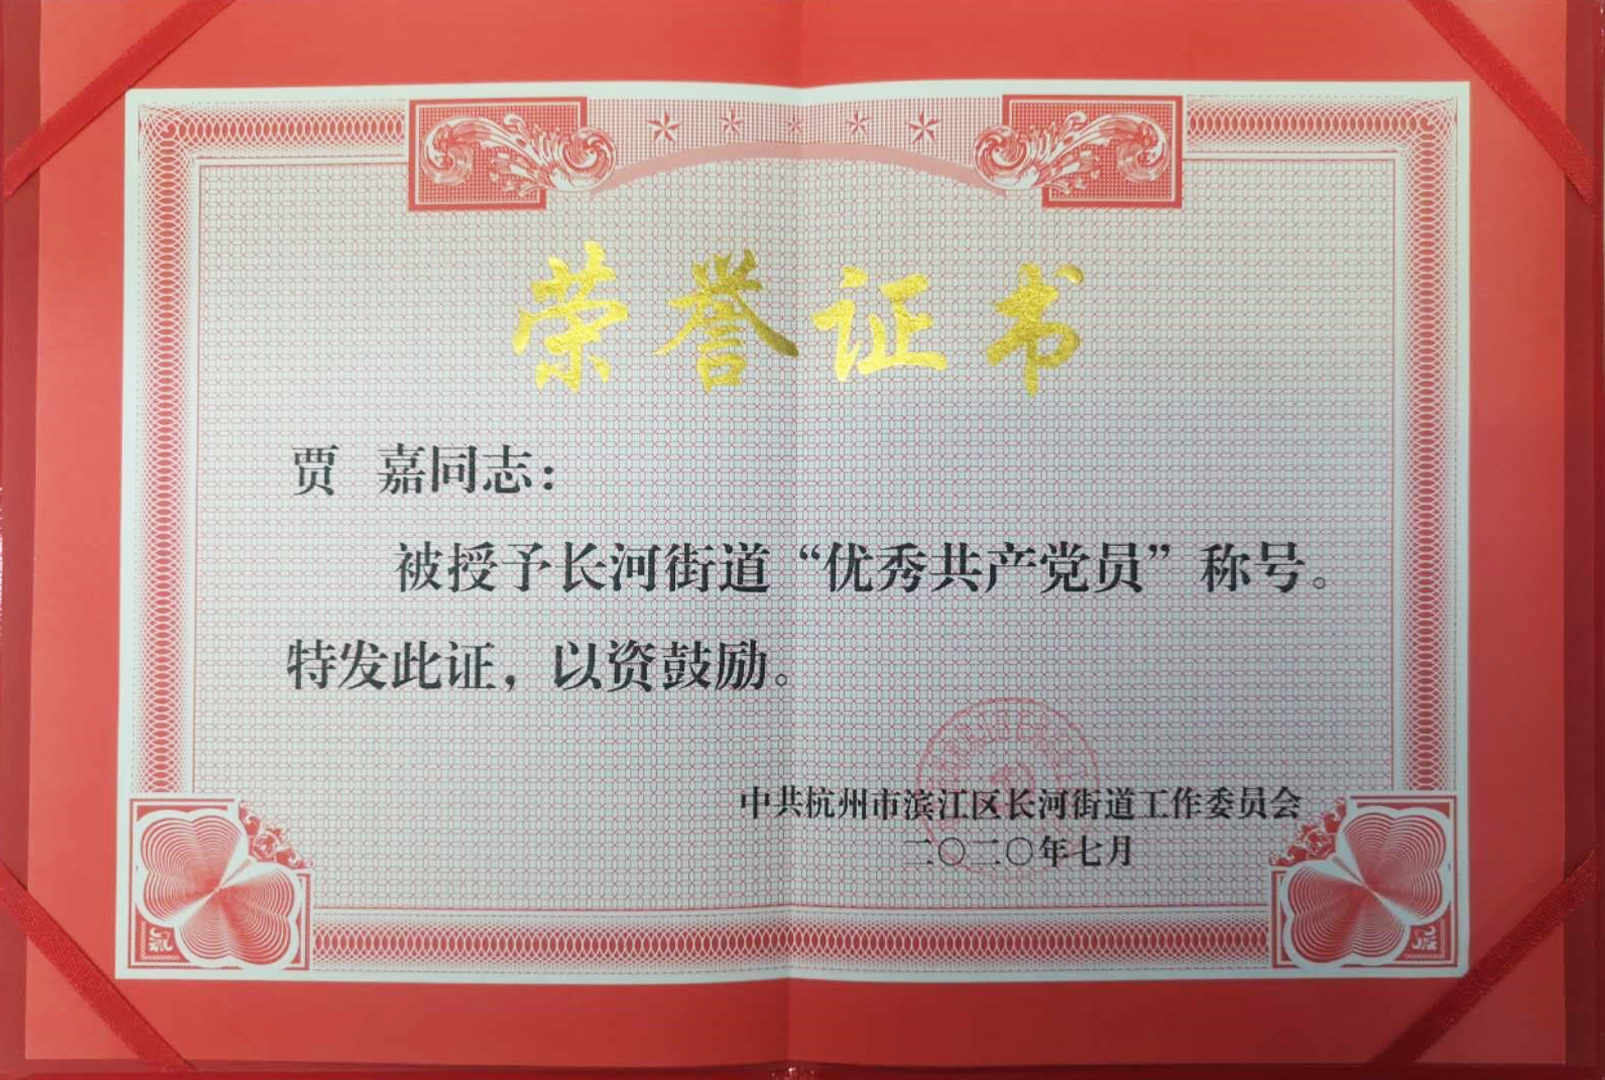 荣誉证书
贾 嘉同志：
被授予长河街道“优秀共产党员”称号。
特发此证，以资鼓励。
中共杭州市滨江区长河街道工作委员会
二〇二〇年七月